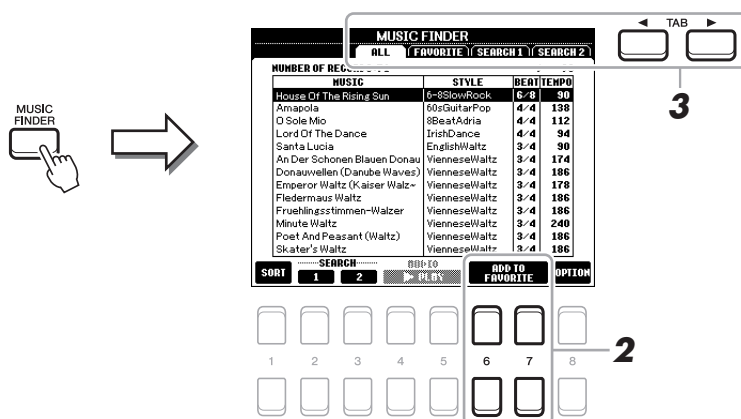 MUSIC
FINDER
MUSIC FINDER
ALL FAVORITE SEARCH 1 SEARCH 2
NUMBER OF
MUSIC STYLE BEAT TEMPO
House Of The Rising Sun 6-8SlowRock 6/8 90
Amapola 60sGuitarPop 4/4 138
O Sole Mio 8BeatAdria 4/4 112
Lord Of The Dance IrishDance 4/4 94
Santa Lucia EnglishWaltz 3/4 90
An Der Schonen Blauen Donau VienneseWaltz 3/4 174
Donauwellen (Danube Waves) VienneseWaltz 3/4 186
Emperor Waltz (Kaiser Walz~ VienneseWaltz 3/4 178
Fledermaus Waltz VienneseWaltz 3/4 186
Fruehlingsstimmen-Walzer VienneseWaltz 3/4 186
Minute Waltz VienneseWaltz 3/4 240
Poet And Peasant (Waltz) VienneseWaltz 3/4 186
Skater's Waltz VienneseWaltz 3/4 186
SORT SEARCH 1 2 PLAY ADD TO FAVORITE OPTION
◀ TAB ▶
3
1 2 3 4 5 6 7 8
2